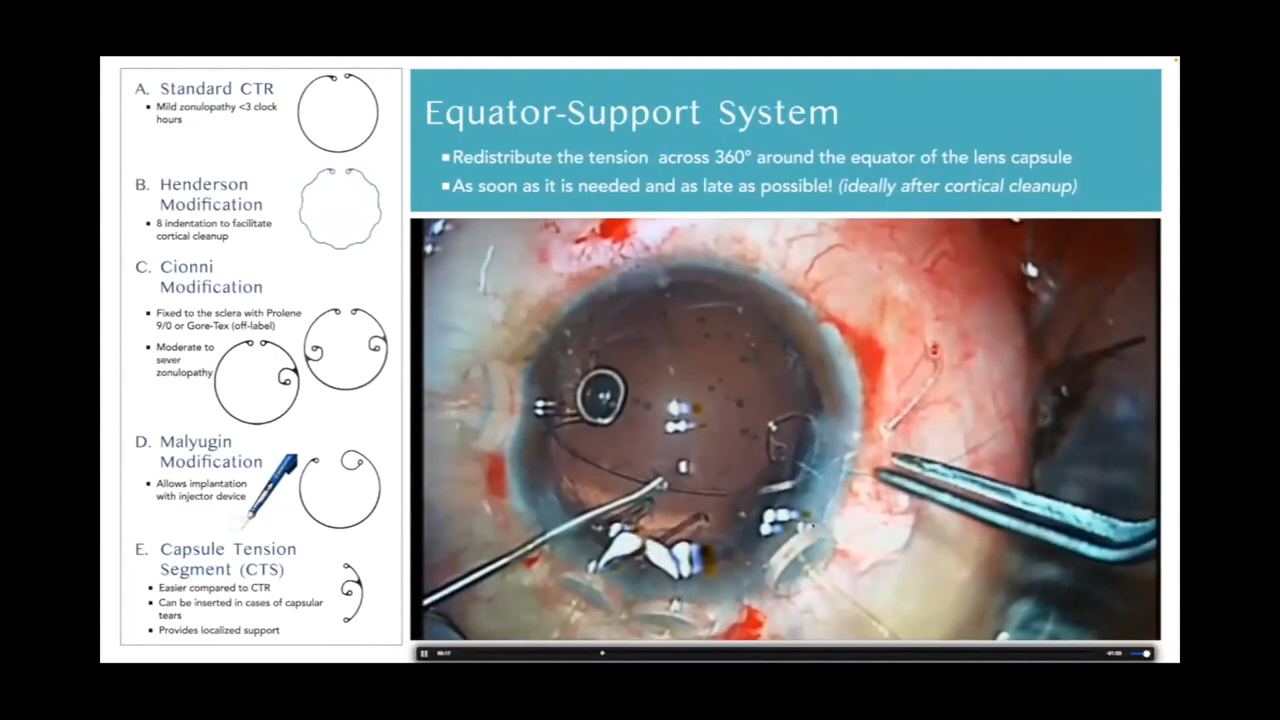 A. Standard CTR
▪ Mild zonulopathy <3 clock
hours
B. Henderson
Modification
▪ 8 indentation to facilitate
cortical cleanup
C. Cionni
Modification
▪ Fixed to the sclera with Prolene
9/0 or Gore-Tex (off-label)
▪ Moderate to
sever
zonulopathy
D. Malyugin
Modification
▪ Allows implantation
with injector device
E. Capsule Tension
Segment (CTS)
▪ Easier compared to CTR
▪ Can be inserted in cases of capsular
tears
▪ Provides localized support
Equator-Support System
▪ Redistribute the tension across 360° around the equator of the lens capsule
▪ As soon as it is needed and as late as possible! (ideally after cortical cleanup)
00:17